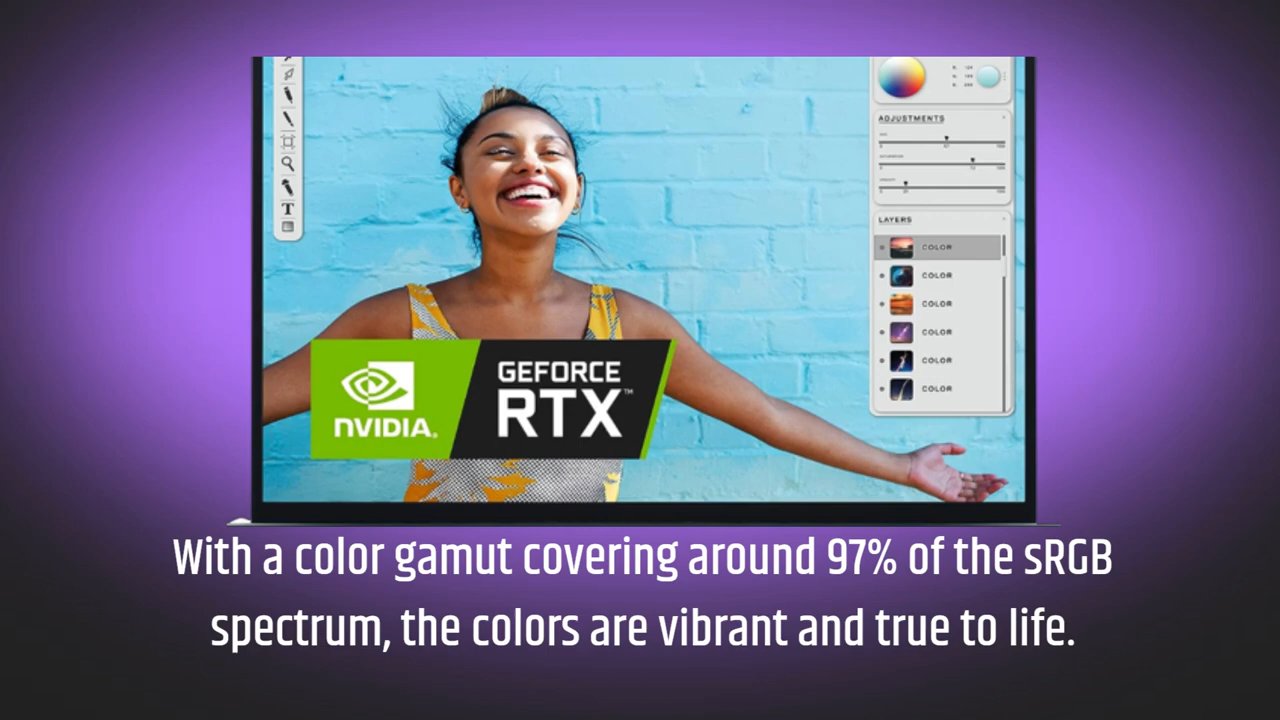 ADJUSTMENTS
LAYERS
COLOR
COLOR
COLOR
COLOR
COLOR
COLOR
T
NVIDIA.
GEFORCE
RTX™
With a color gamut covering around 97% of the sRGB
spectrum, the colors are vibrant and true to life.